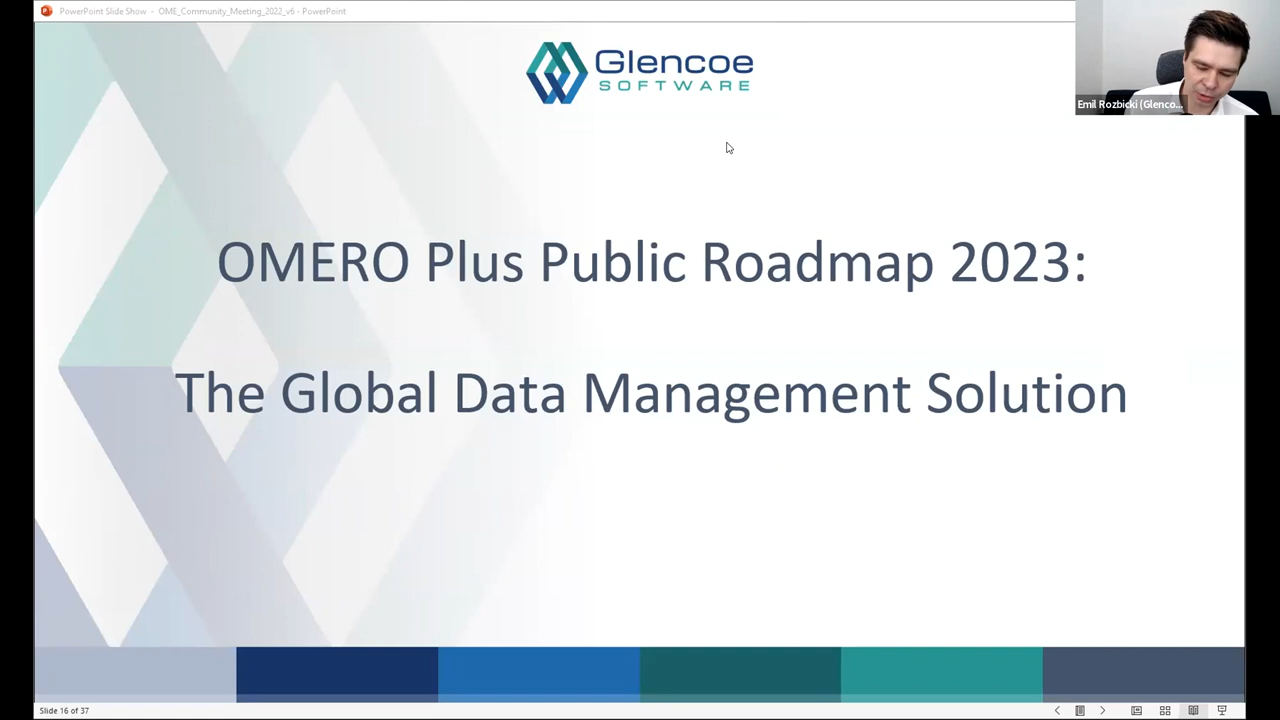 PowerPoint Slide Show - OME_Community_Meeting_2022_v6 - PowerPoint
Glencoe
SOFTWARE
Emil Rozbicki (Glenco...
OMERO Plus Public Roadmap 2023:
The Global Data Management Solution
Slide 16 of 37